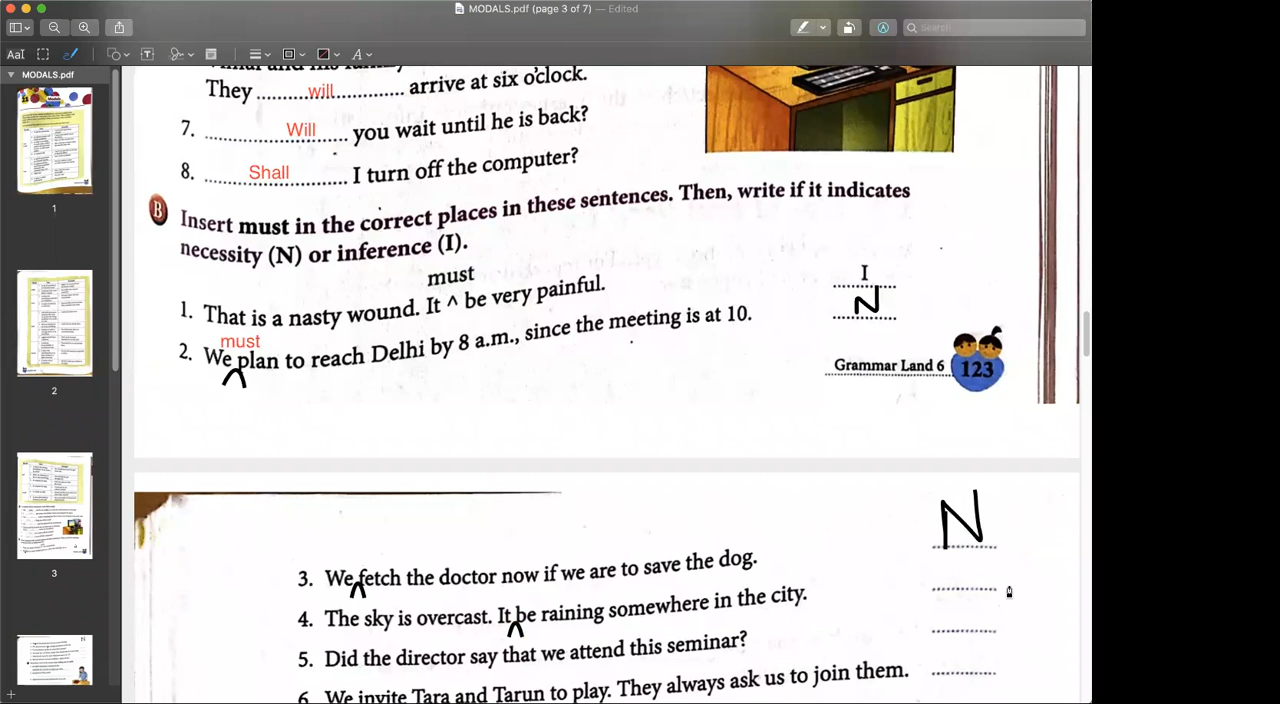 MODALS.pdf (page 3 of 7) — Edited
Search
AaI
T
A
MODALS.pdf
1
2
3
They ......... will ............... arrive at six o'clock.
7. ............... Will ......... you wait until he is back?
8. ......... Shall ............... I turn off the computer?
B Insert must in the correct places in these sentences. Then, write if it indicates
necessity (N) or inference (I).
must
1. That is a nasty wound. It ^ be very painful. I
must
2. We plan to reach Delhi by 8 a.m., since the meeting is at 10. N
^
Grammar Land 6 123
N
3. We ^ fetch the doctor now if we are to save the dog.
4. The sky is overcast. It ^ be raining somewhere in the city.
5. Did the director say that we attend this seminar?
6. We invite Tara and Tarun to play. They always ask us to join them.